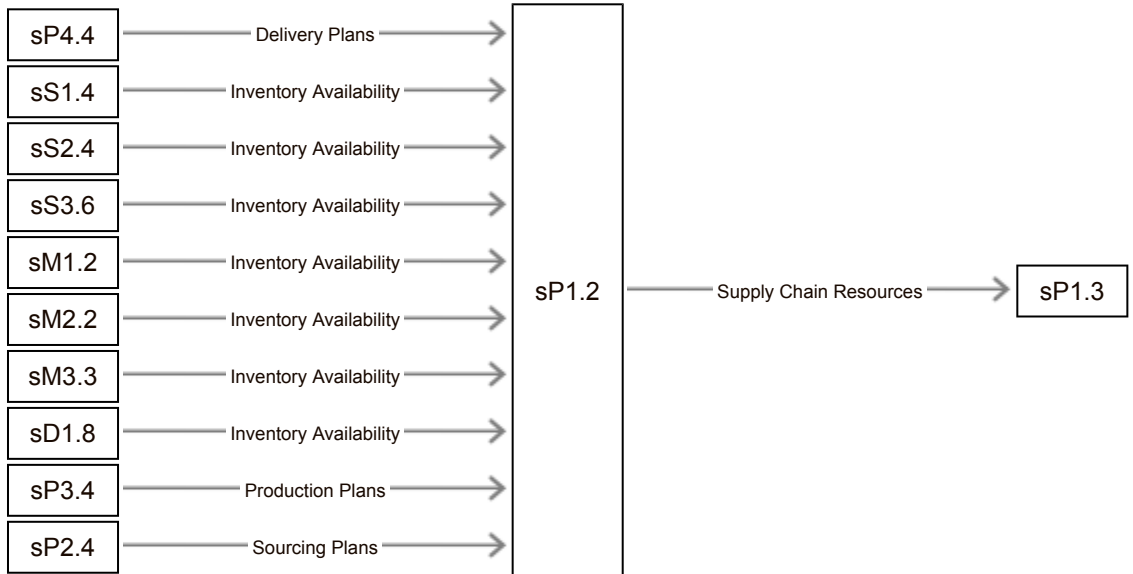 sP4.4 Delivery Plans
sS1.4 Inventory Availability
sS2.4 Inventory Availability
sS3.6 Inventory Availability
sM1.2 Inventory Availability
sP1.2 Supply Chain Resources sP1.3
sM2.2 Inventory Availability
sM3.3 Inventory Availability
sD1.8 Inventory Availability
sP3.4 Production Plans
sP2.4 Sourcing Plans